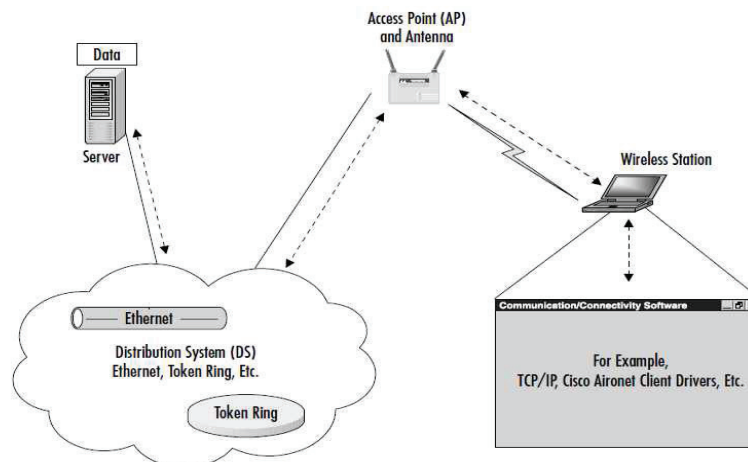 Access Point (AP)
and Antenna
Data
Server
Wireless Station
Ethernet
Distribution System (DS)
Ethernet, Token Ring, Etc.
Token Ring
Communication/Connectivity Software
For Example,
TCP/IP, Cisco Aironet Client Drivers, Etc.